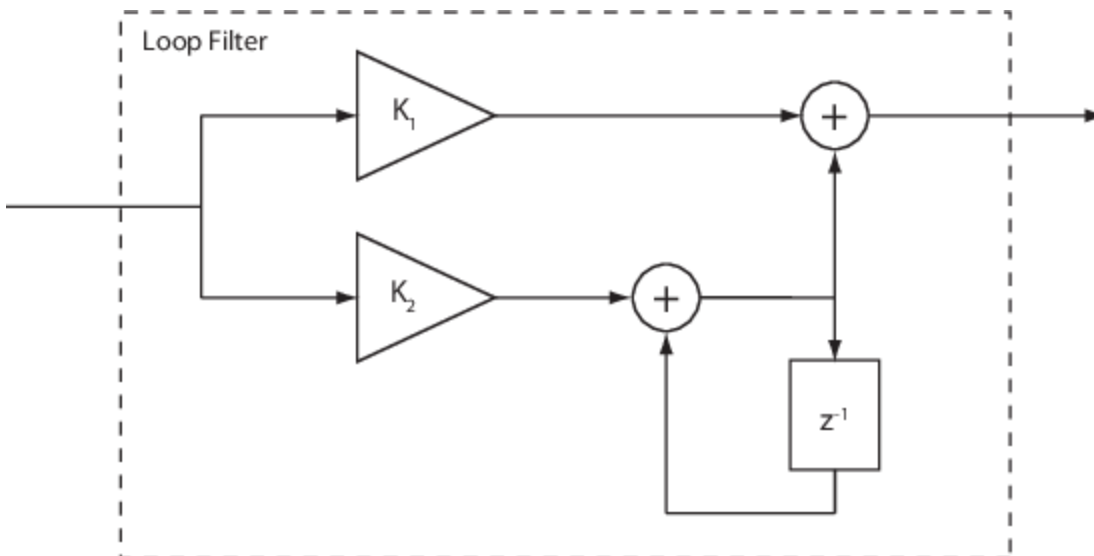 Loop Filter
K₁
+
K₂
+
z⁻¹